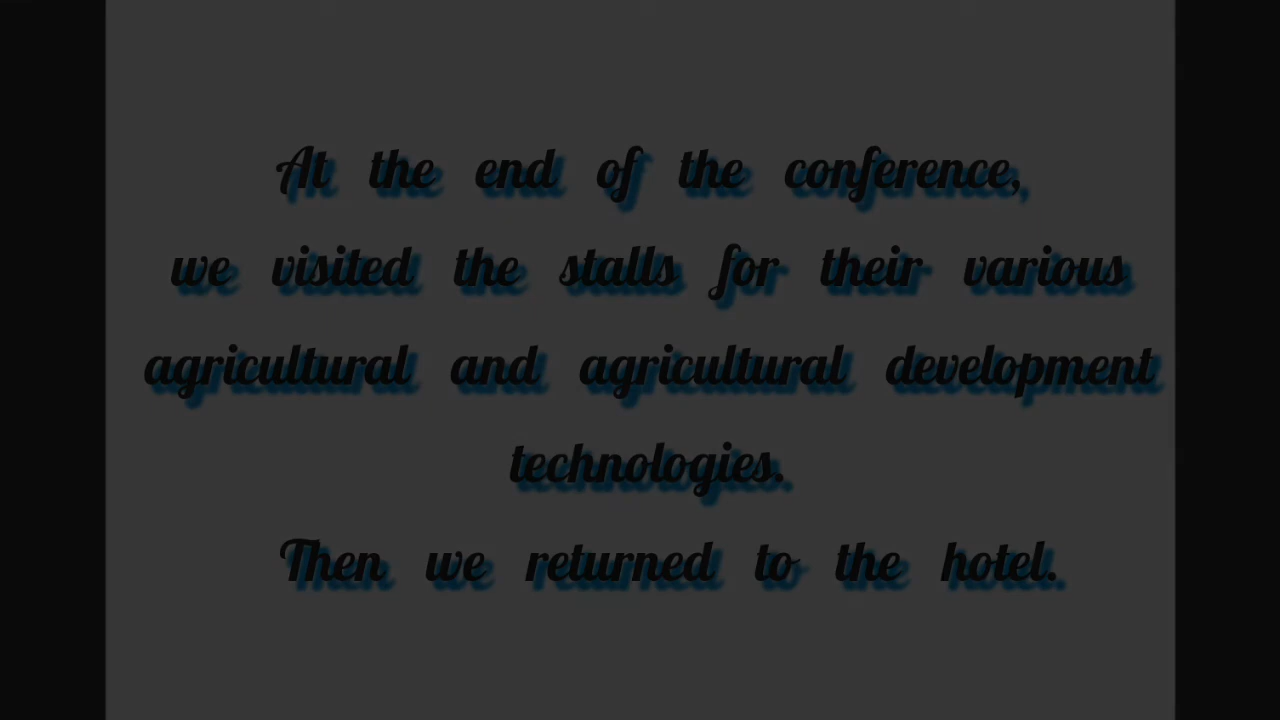 At the end of the conference,
we visited the stalls for their various
agricultural and agricultural development
technologies.
Then we returned to the hotel.